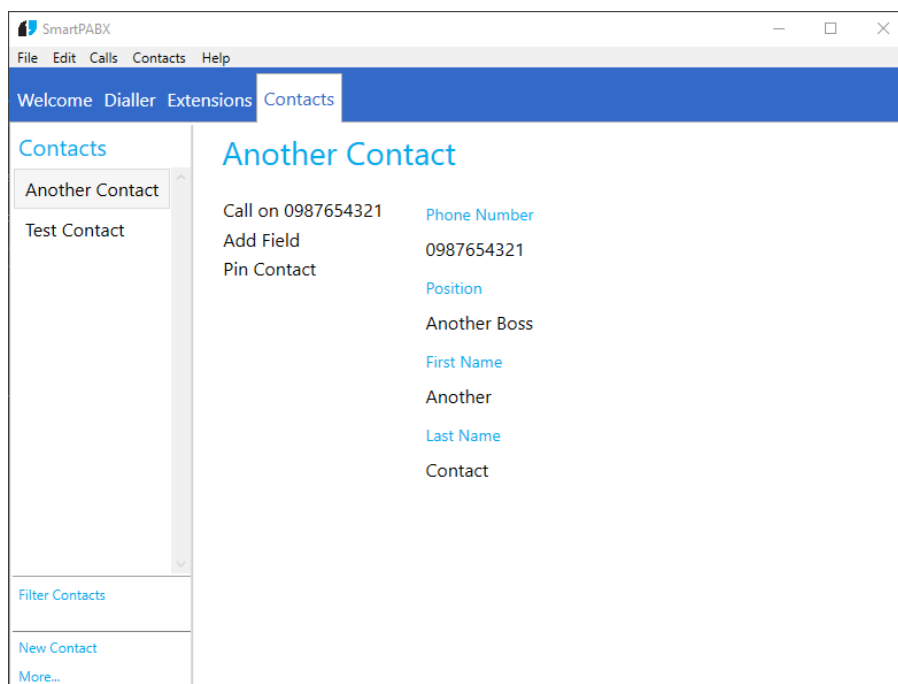 SmartPABX
File Edit Calls Contacts Help
Welcome Dialler Extensions Contacts
Contacts
Another Contact
Test Contact
Filter Contacts
New Contact
More...
Another Contact
Call on 0987654321
Add Field
Pin Contact
Phone Number
0987654321
Position
Another Boss
First Name
Another
Last Name
Contact